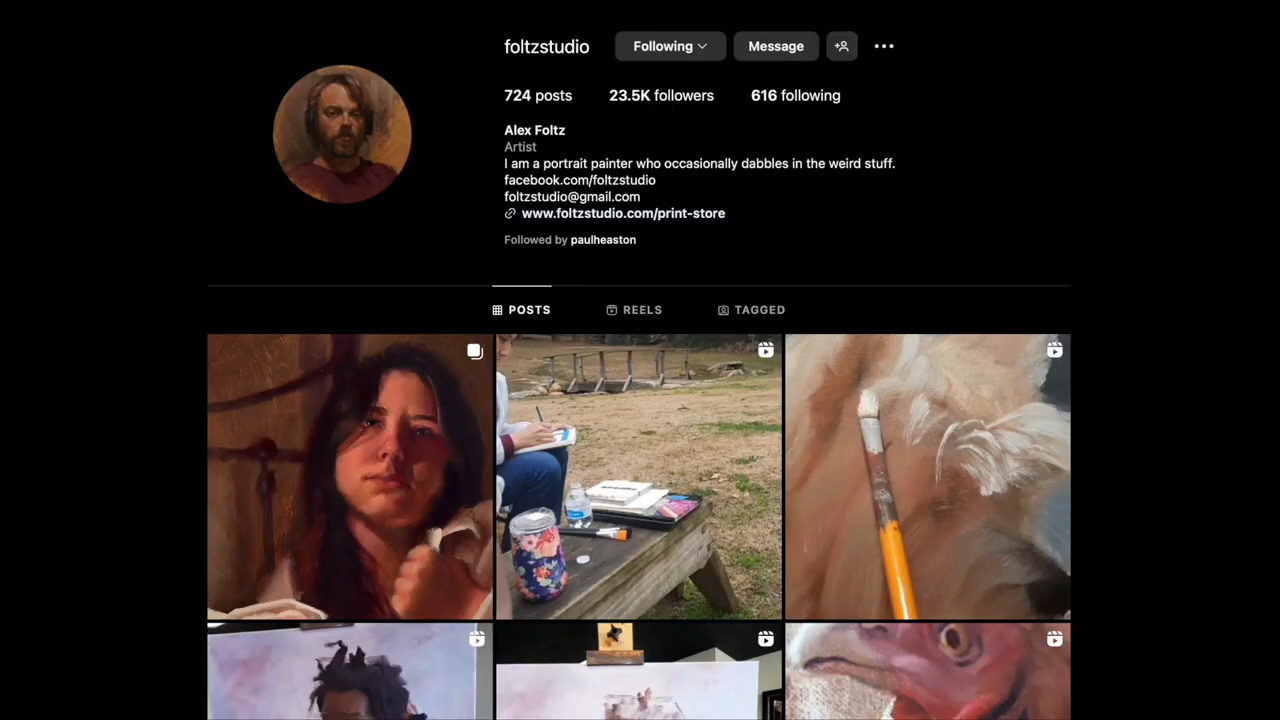 foltzstudio Following Message
724 posts 23.5K followers 616 following
Alex Foltz
Artist
I am a portrait painter who occasionally dabbles in the weird stuff.
facebook.com/foltzstudio
foltzstudio@gmail.com
www.foltzstudio.com/print-store
Followed by paulheaston
POSTS REELS TAGGED